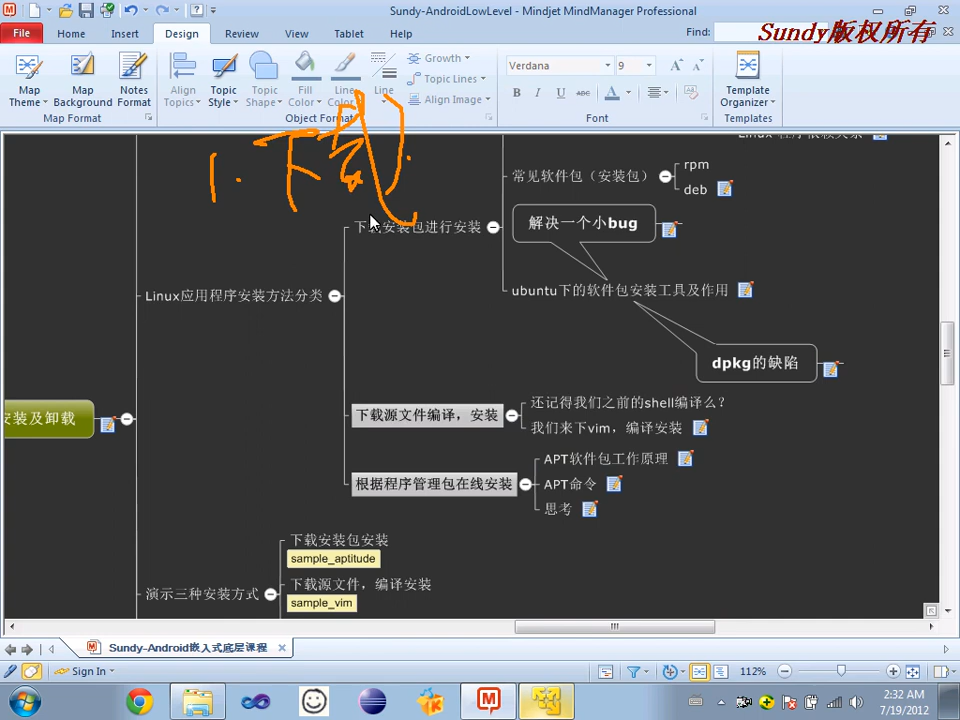 Sundy-AndroidLowLevel - Mindjet MindManager Professional
File Home Insert Design Review View Tablet Help Find:
Sundy版权所有
Map Theme Map Background Notes Format
Map Format
Align Topics Topic Style Topic Shape Fill Color Line Color Line
Growth
Topic Lines
Align Image
Object Format
Verdana 9
B I U abc A
Font
Template Organizer
Templates
1. 下载
Linux 程序依赖关系
常见软件包（安装包）
rpm
deb
下载安装包进行安装
解决一个小bug
ubuntu下的软件包安装工具及作用
dpkg的缺陷
Linux应用程序安装方法分类
下载源文件编译，安装
还记得我们之前的shell编译么？
我们来下vim，编译安装
安装及卸载
根据程序管理包在线安装
APT软件包工作原理
APT命令
思考
演示三种安装方式
下载安装包安装
sample_aptitude
下载源文件，编译安装
sample_vim
Sundy-Android嵌入式底层课程
Sign In
112%
2:32 AM
7/19/2012